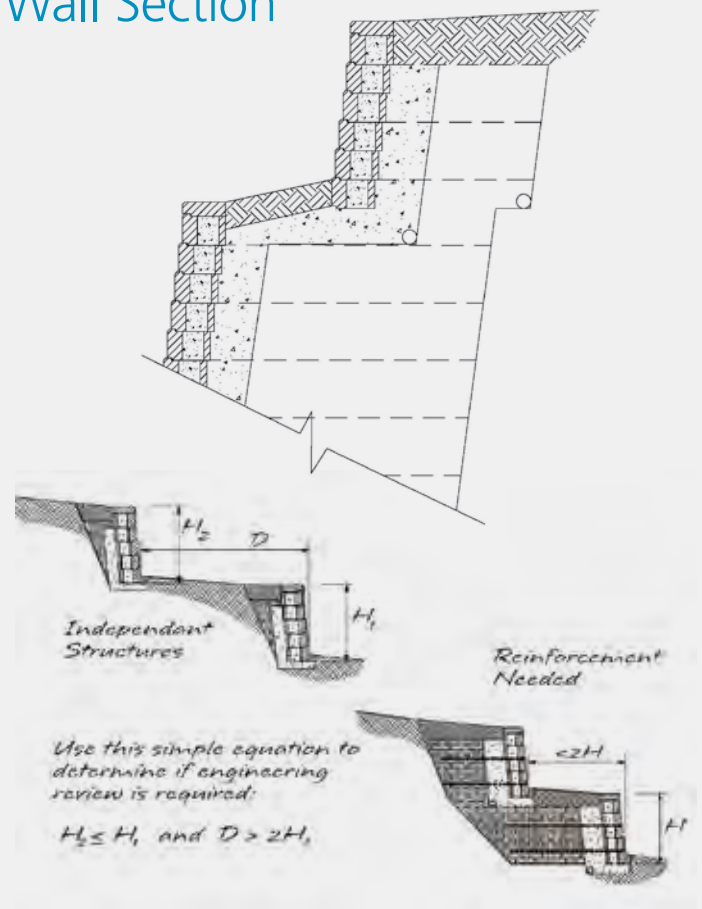 Wall Section
H₂
D
H₁
Independant
Structures
Reinforcement
Needed
Use this simple equation to
determine if engineering
review is required:
H₂ ≤ H₁ and D > 2H₁
<2H
H